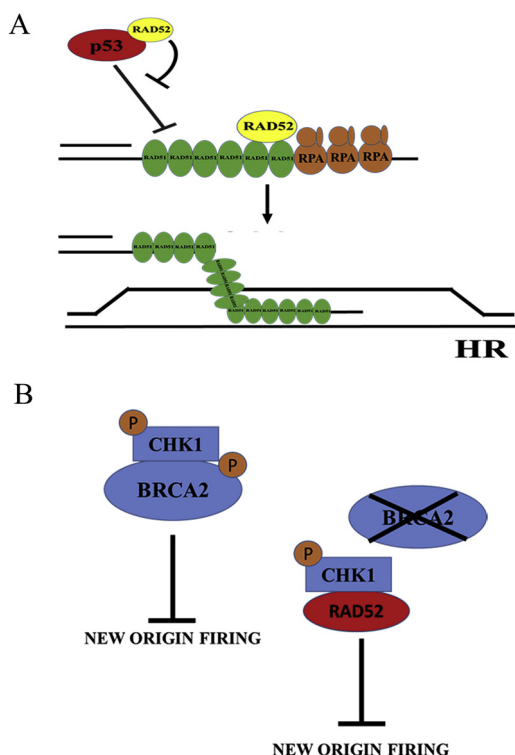 A
RAD52
p53
RAD52
RAD51 RAD51 RAD51 RAD51 RAD51 RAD51 RPA RPA RPA
RAD51 RAD51 RAD51 RAD51
RAD51 RAD51 RAD51 RAD51 RAD51 RAD51
HR
B
P
CHK1
P
BRCA2
BRCA2
P
CHK1
RAD52
NEW ORIGIN FIRING
NEW ORIGIN FIRING